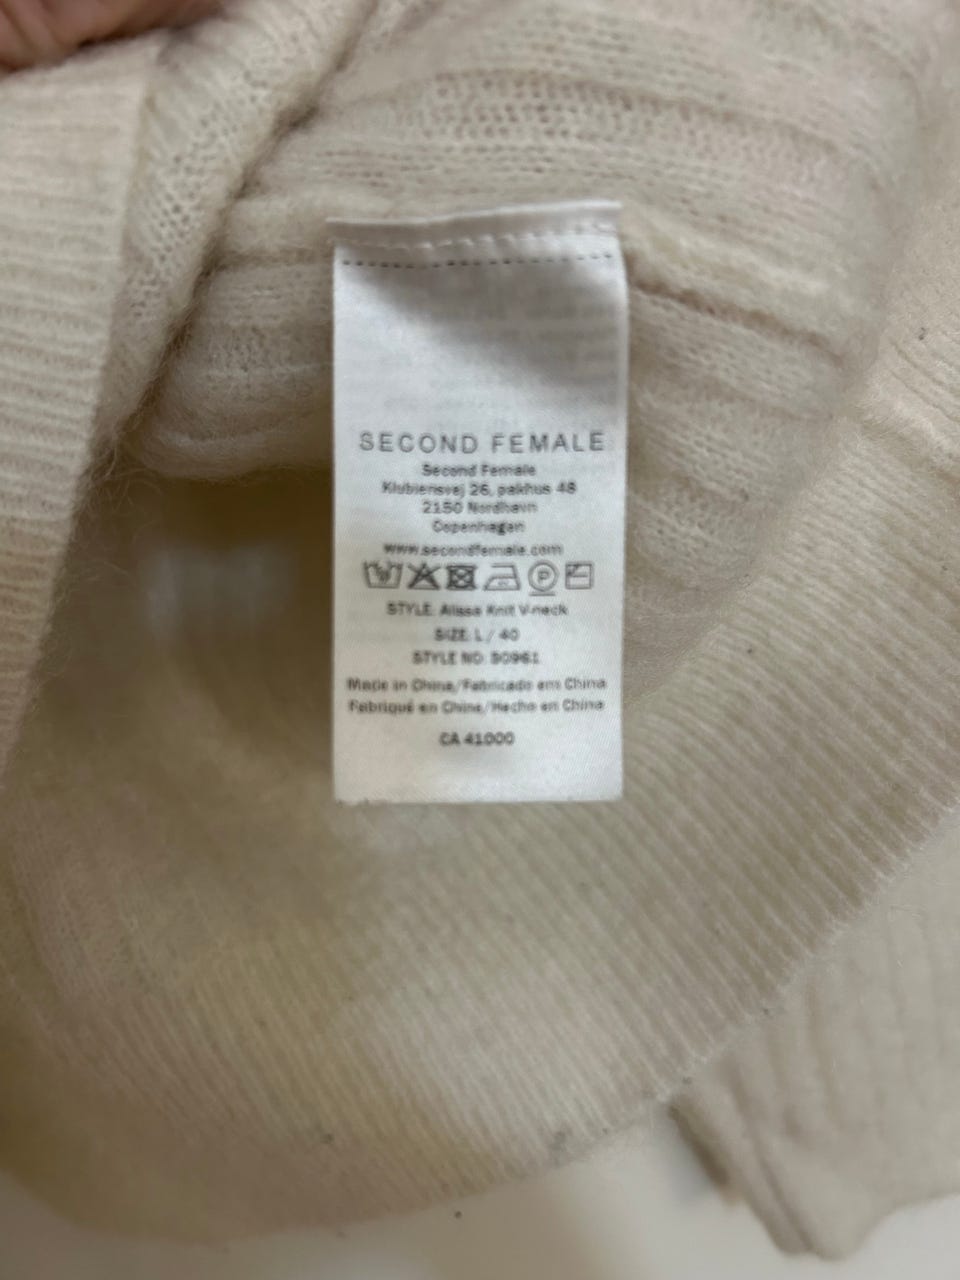 SECOND FEMALE
Second Female
Klubiensvej 26, pakhus 48
2150 Nordhavn
Copenhagen
www.secondfemale.com
P
STYLE: Alissa Knit V-neck
SIZE: L / 40
STYLE NO: 50961
Made in China/Fabricado em China
Fabriqué en Chine/Hecho en China
CA 41000